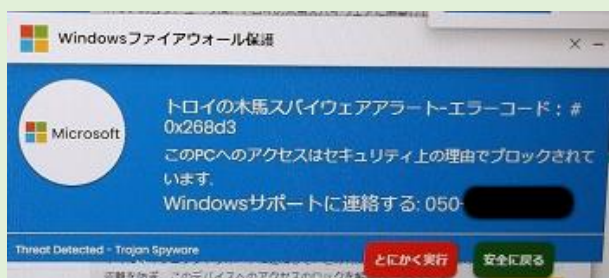 Windowsファイアウォール保護
Microsoft
トロイの木馬スパイウェアアラート-エラーコード: #
0x268d3
このPCへのアクセスはセキュリティ上の理由でブロックされて
います.
Windowsサポートに連絡する: 050-
Threat Detected - Trojan Spyware
とにかく実行
安全に戻る